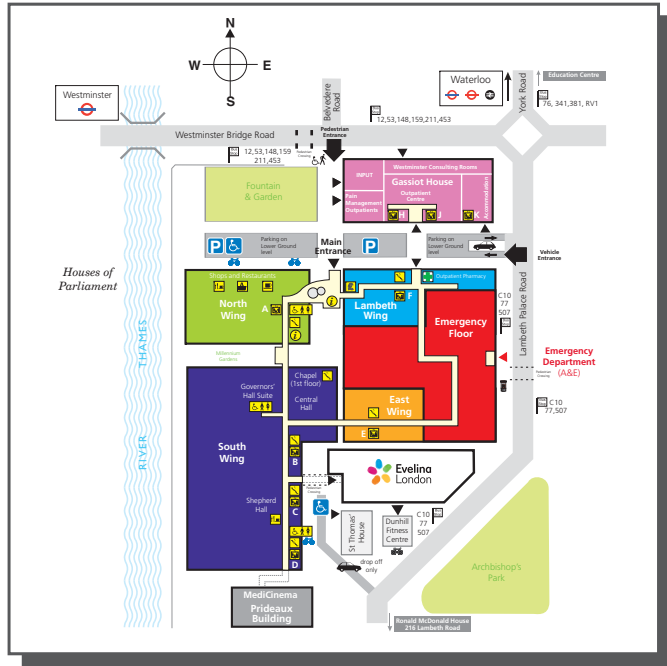 N
W
E
S
Westminster
Waterloo
Education Centre
York Road
76, 341,381, RV1
Belvedere
Road
12,53,148,159,211,453
Westminster Bridge Road
Pedestrian
Entrance
Pedestrian
Crossing
12,53,148,159
211,453
Fountain
& Garden
Westminster Consulting Rooms
INPUT
Gassiot House
Outpatient
Centre
Pain
Management
Outpatients
Accommodation
H
J
K
P
Parking on
Lower Ground
level
Main
Entrance
P
Parking on
Lower Ground
level
Vehicle
Entrance
Houses of
Parliament
Shops and Restaurants
North
Wing
A
i
i
Lambeth
Wing
F
Outpatient Pharmacy
Emergency
Floor
C10
77
507
Lambeth Palace Road
Emergency
Department
(A&E)
Pedestrian
Crossing
C10
77,507
Millennium
Gardens
RIVER THAMES
Chapel
(1st floor)
Governors'
Hall Suite
Central
Hall
East
Wing
E
South
Wing
B
Evelina
London
Pedestrian
Crossing
C
Shepherd
Hall
D
St Thomas'
House
Dunhill
Fitness
Centre
C10
77
507
drop off
only
Archbishop's
Park
MediCinema
Prideaux
Building
Ronald McDonald House
216 Lambeth Road